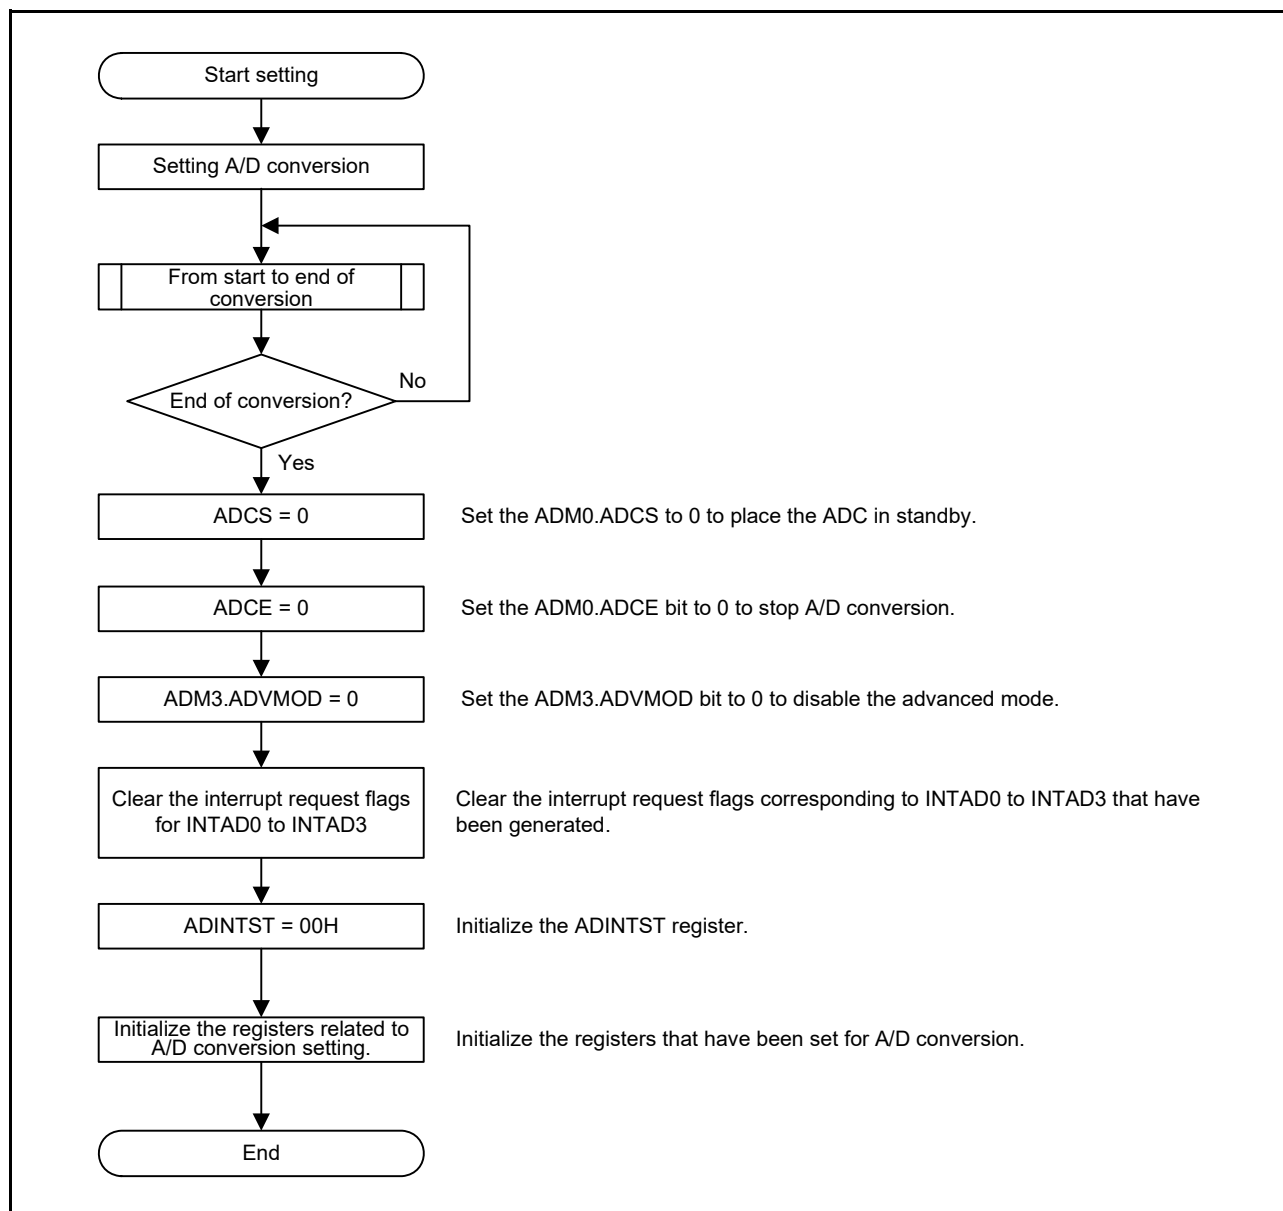 Start setting
Setting A/D conversion
From start to end of
conversion
End of conversion?
No
Yes
ADCS = 0
Set the ADM0.ADCS to 0 to place the ADC in standby.
ADCE = 0
Set the ADM0.ADCE bit to 0 to stop A/D conversion.
ADM3.ADVMOD = 0
Set the ADM3.ADVMOD bit to 0 to disable the advanced mode.
Clear the interrupt request flags
for INTAD0 to INTAD3
Clear the interrupt request flags corresponding to INTAD0 to INTAD3 that have
been generated.
ADINTST = 00H
Initialize the ADINTST register.
Initialize the registers related to
A/D conversion setting.
Initialize the registers that have been set for A/D conversion.
End